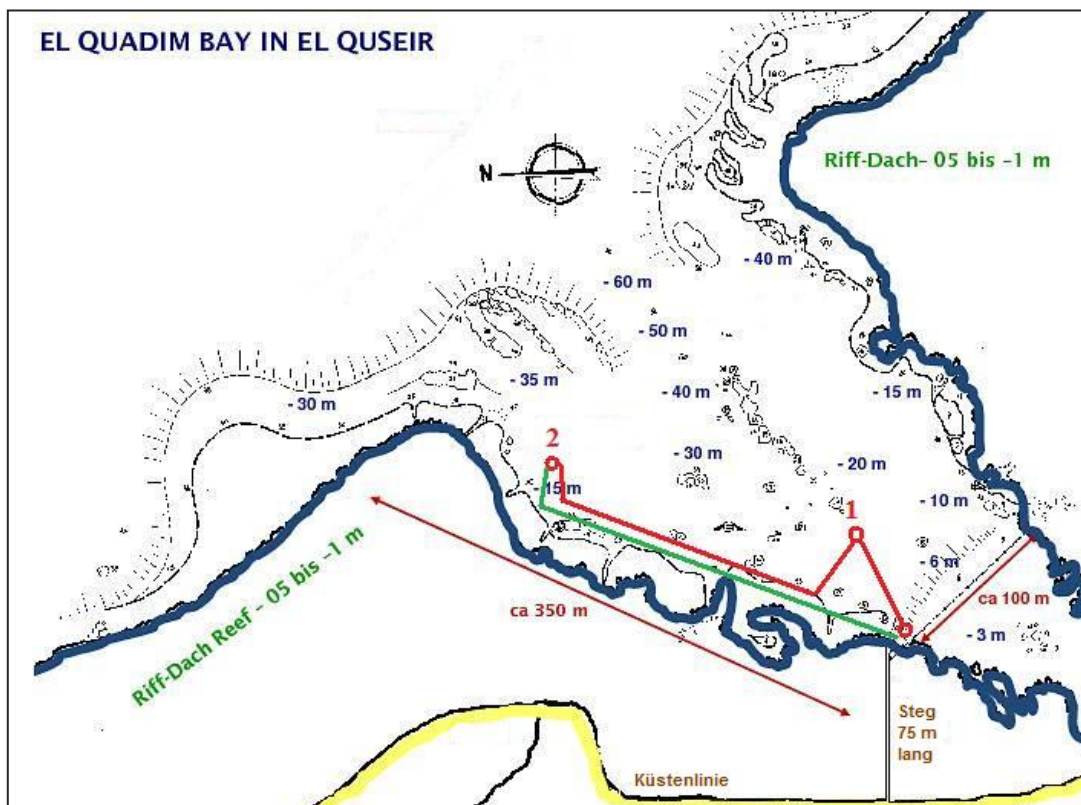 EL QUADIM BAY IN EL QUSEIR
N
Riff-Dach- 05 bis -1 m
- 40 m
- 60 m
- 50 m
- 35 m
- 40 m
- 15 m
- 30 m
2
- 30 m
- 20 m
- 15 m
- 10 m
1
- 6 m
ca 100 m
ca 350 m
- 3 m
Riff-Dach Reef - 05 bis -1 m
Steg
75 m
lang
Küstenlinie